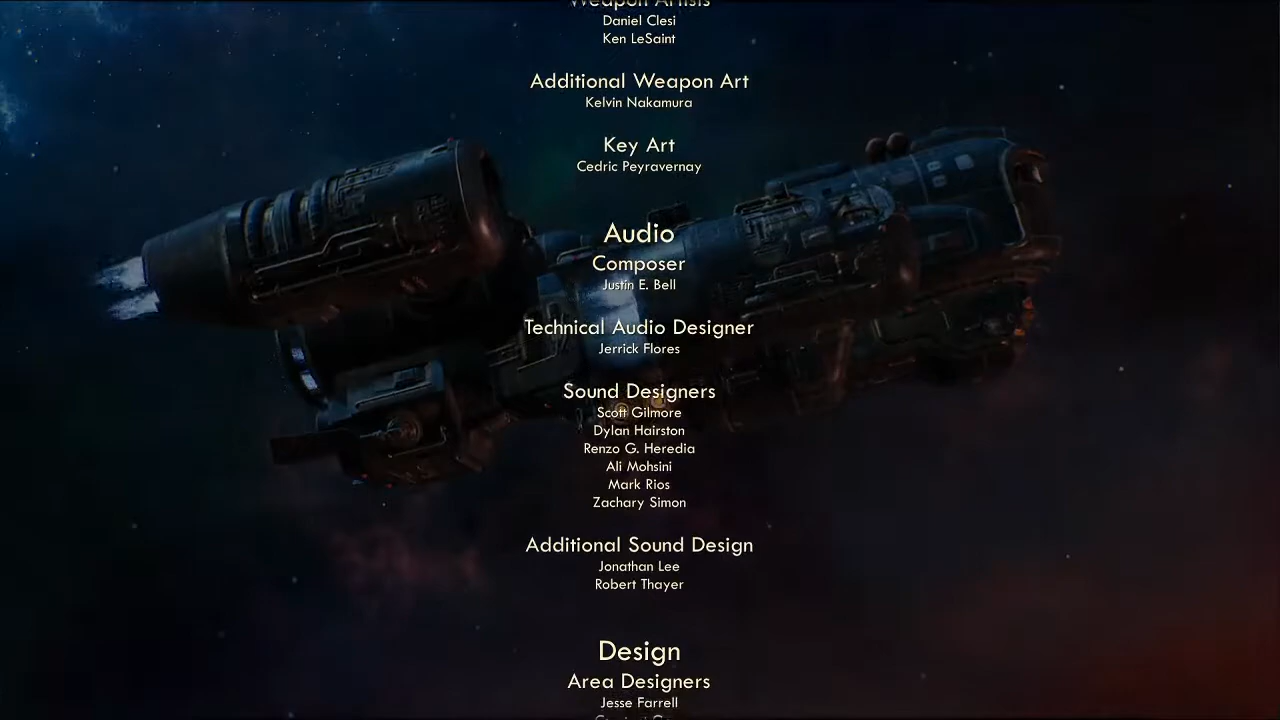 Weapon Artists
Daniel Clesi
Ken LeSaint
Additional Weapon Art
Kelvin Nakamura
Key Art
Cedric Peyravernay
Audio
Composer
Justin E. Bell
Technical Audio Designer
Jerrick Flores
Sound Designers
Scott Gilmore
Dylan Hairston
Renzo G. Heredia
Ali Mohsini
Mark Rios
Zachary Simon
Additional Sound Design
Jonathan Lee
Robert Thayer
Design
Area Designers
Jesse Farrell